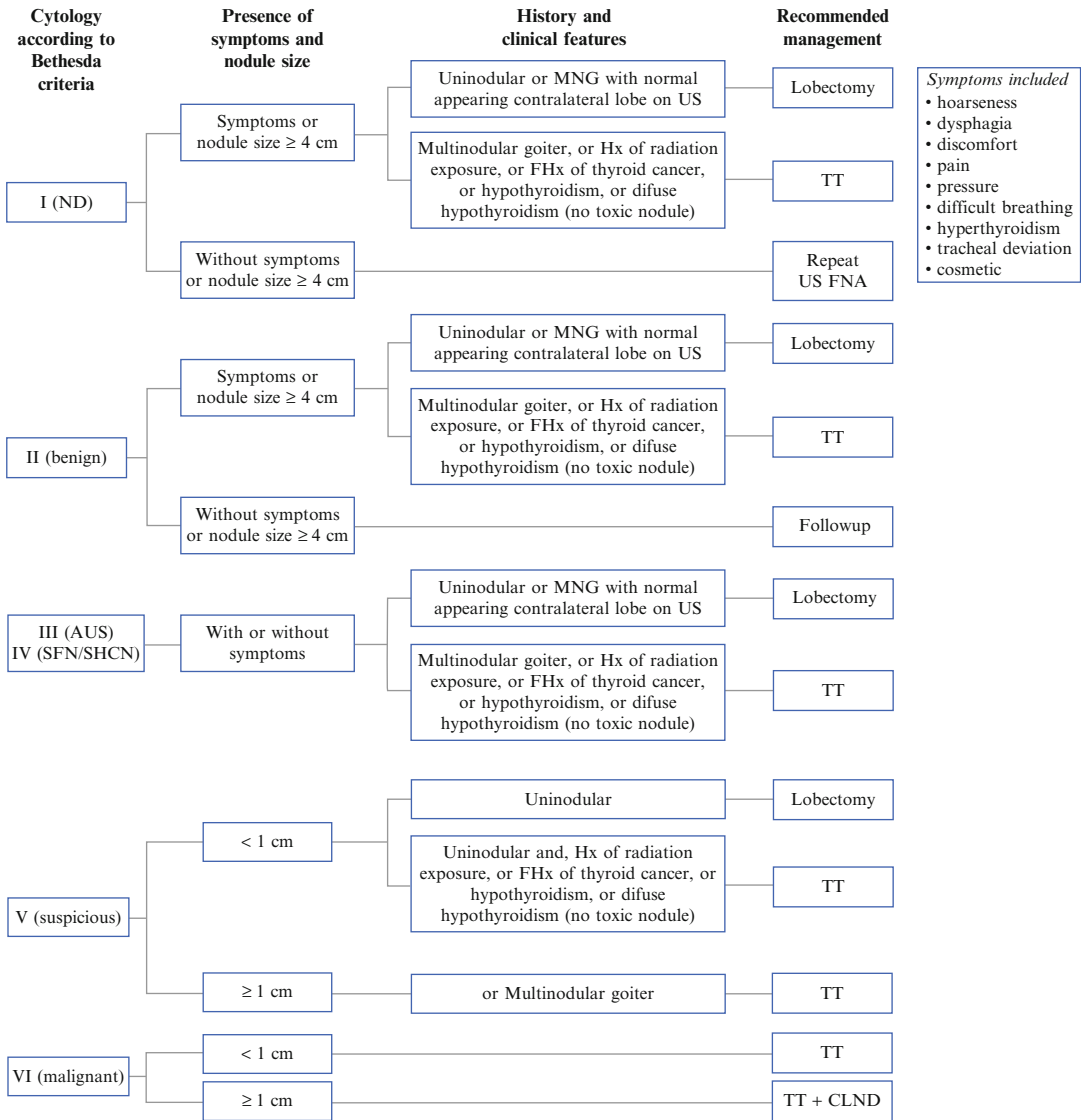 Cytology
according to
Bethesda
criteria
Presence of
symptoms and
nodule size
History and
clinical features
Recommended
management
I (ND)
Symptoms or
nodule size ≥ 4 cm
Uninodular or MNG with normal
appearing contralateral lobe on US
Lobectomy
Multinodular goiter, or Hx of radiation
exposure, or FHx of thyroid cancer,
or hypothyroidism, or difuse
hypothyroidism (no toxic nodule)
TT
Without symptoms
or nodule size ≥ 4 cm
Repeat
US FNA
Symptoms included
• hoarseness
• dysphagia
• discomfort
• pain
• pressure
• difficult breathing
• hyperthyroidism
• tracheal deviation
• cosmetic
II (benign)
Symptoms or
nodule size ≥ 4 cm
Uninodular or MNG with normal
appearing contralateral lobe on US
Lobectomy
Multinodular goiter, or Hx of radiation
exposure, or FHx of thyroid cancer,
or hypothyroidism, or difuse
hypothyroidism (no toxic nodule)
TT
Without symptoms
or nodule size ≥ 4 cm
Followup
III (AUS)
IV (SFN/SHCN)
With or without
symptoms
Uninodular or MNG with normal
appearing contralateral lobe on US
Lobectomy
Multinodular goiter, or Hx of radiation
exposure, or FHx of thyroid cancer,
or hypothyroidism, or difuse
hypothyroidism (no toxic nodule)
TT
V (suspicious)
< 1 cm
Uninodular
Lobectomy
Uninodular and, Hx of radiation
exposure, or FHx of thyroid cancer, or
hypothyroidism, or difuse
hypothyroidism (no toxic nodule)
TT
≥ 1 cm
or Multinodular goiter
TT
VI (malignant)
< 1 cm
TT
≥ 1 cm
TT + CLND